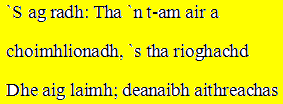 `S ag radh: Tha `n t-am air a
choimhlionadh, `s tha rioghachd
Dhe aig laimh; deanaibh aithreachas